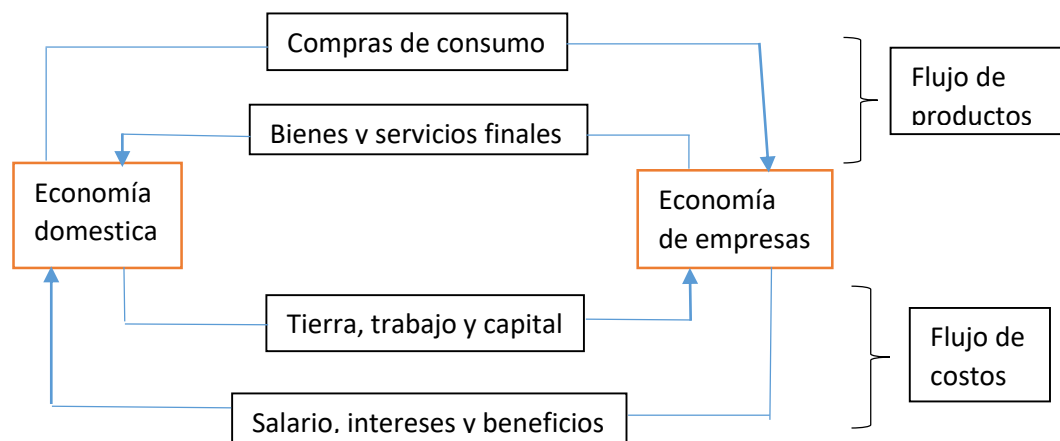 Compras de consumo
Flujo de
productos
Bienes y servicios finales
Economía
domestica
Economía
de empresas
Tierra, trabajo y capital
Flujo de
costos
Salario, intereses y beneficios